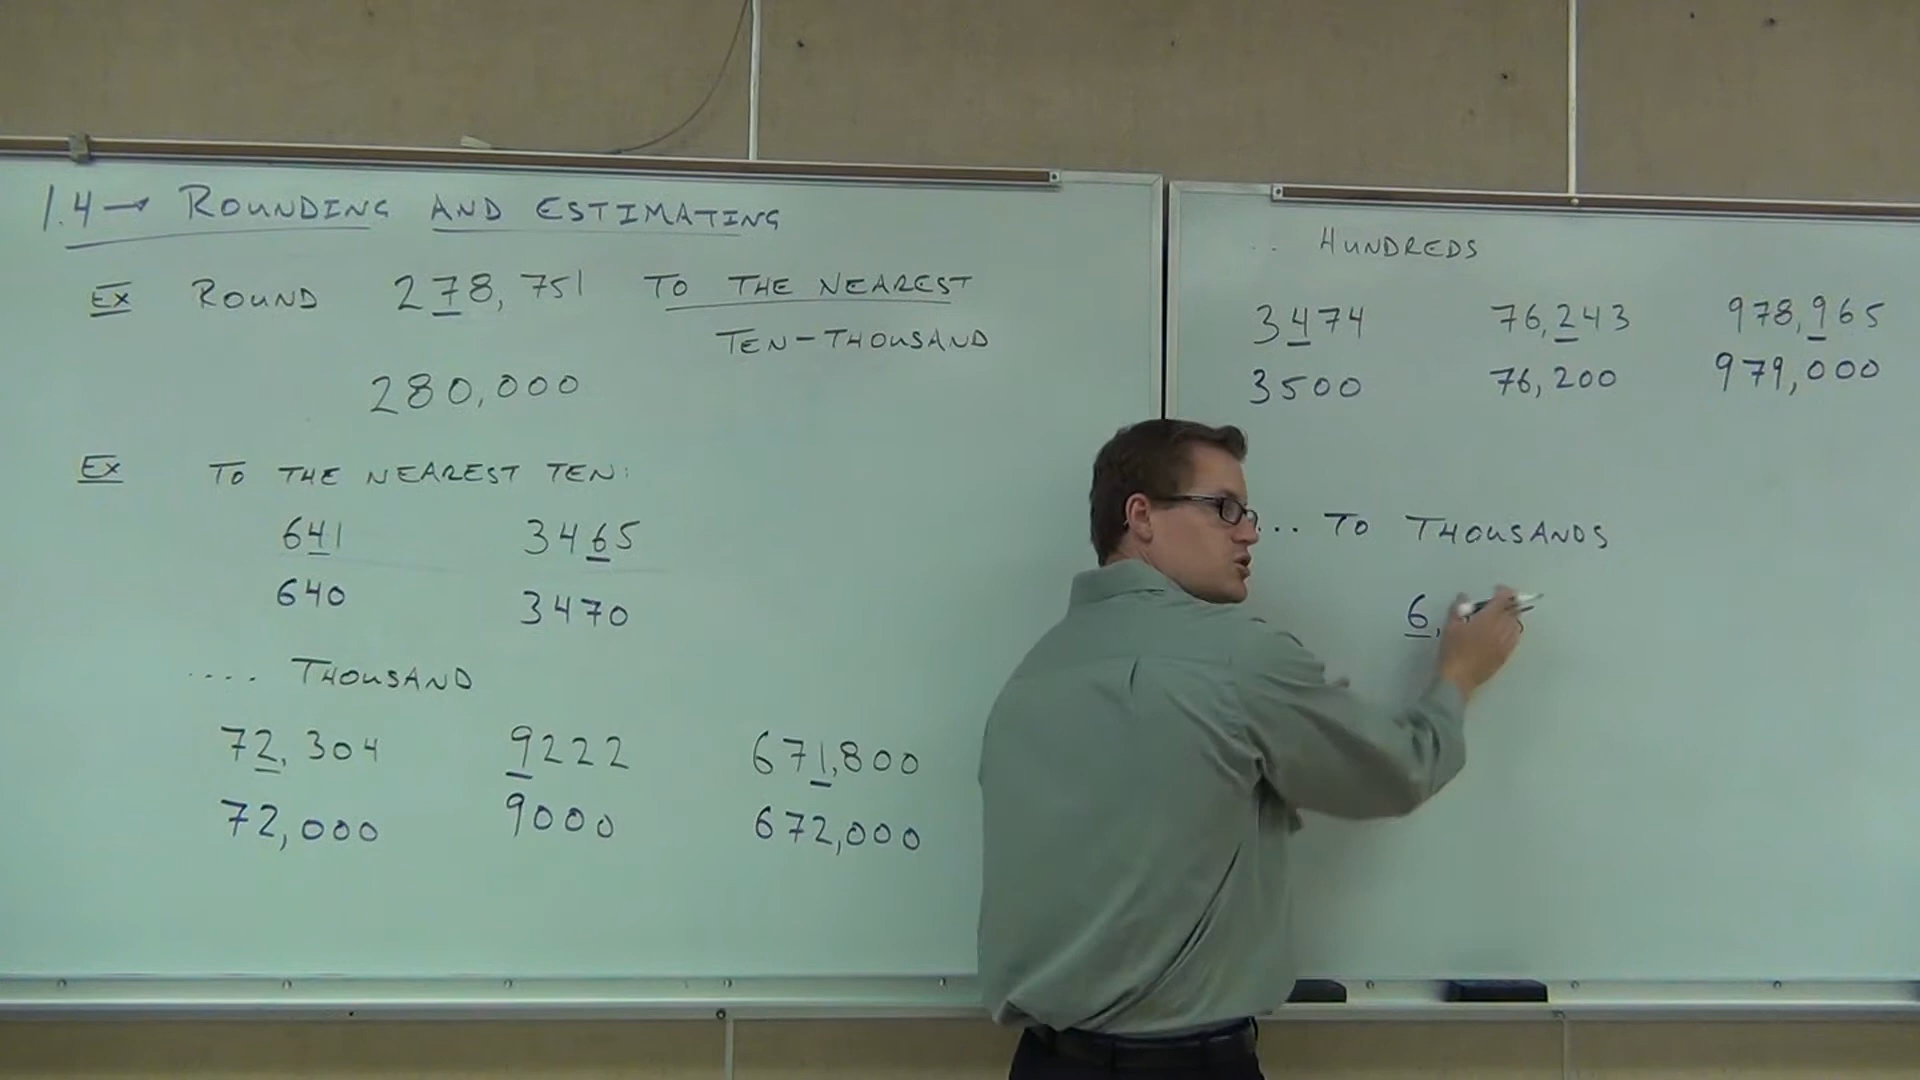 1.4 → ROUNDING AND ESTIMATING
EX ROUND 278,751 TO THE NEAREST
TEN-THOUSAND
280,000
EX TO THE NEAREST TEN:
641 3465
640 3470
.... THOUSAND
72,304 9222 671,800
72,000 9000 672,000
.. HUNDREDS
3474 76,243 978,965
3500 76,200 979,000
... TO THOUSANDS
6,